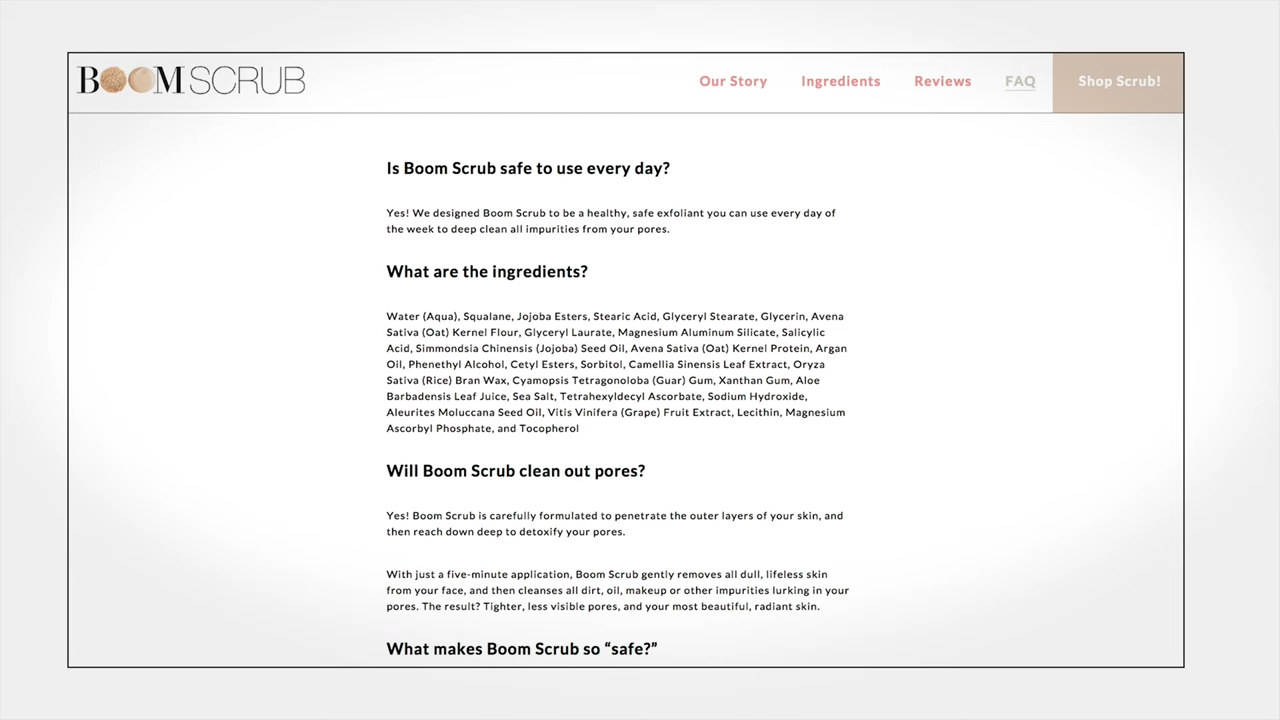 BOOM SCRUB
Our Story
Ingredients
Reviews
FAQ
Shop Scrub!
Is Boom Scrub safe to use every day?
Yes! We designed Boom Scrub to be a healthy, safe exfoliant you can use every day of
the week to deep clean all impurities from your pores.
What are the ingredients?
Water (Aqua), Squalane, Jojoba Esters, Stearic Acid, Glyceryl Stearate, Glycerin, Avena
Sativa (Oat) Kernel Flour, Glyceryl Laurate, Magnesium Aluminum Silicate, Salicylic
Acid, Simmondsia Chinensis (Jojoba) Seed Oil, Avena Sativa (Oat) Kernel Protein, Argan
Oil, Phenethyl Alcohol, Cetyl Esters, Sorbitol, Camellia Sinensis Leaf Extract, Oryza
Sativa (Rice) Bran Wax, Cyamopsis Tetragonoloba (Guar) Gum, Xanthan Gum, Aloe
Barbadensis Leaf Juice, Sea Salt, Tetrahexyldecyl Ascorbate, Sodium Hydroxide,
Aleurites Moluccana Seed Oil, Vitis Vinifera (Grape) Fruit Extract, Lecithin, Magnesium
Ascorbyl Phosphate, and Tocopherol
Will Boom Scrub clean out pores?
Yes! Boom Scrub is carefully formulated to penetrate the outer layers of your skin, and
then reach down deep to detoxify your pores.
With just a five-minute application, Boom Scrub gently removes all dull, lifeless skin
from your face, and then cleanses all dirt, oil, makeup or other impurities lurking in your
pores. The result? Tighter, less visible pores, and your most beautiful, radiant skin.
What makes Boom Scrub so “safe?”